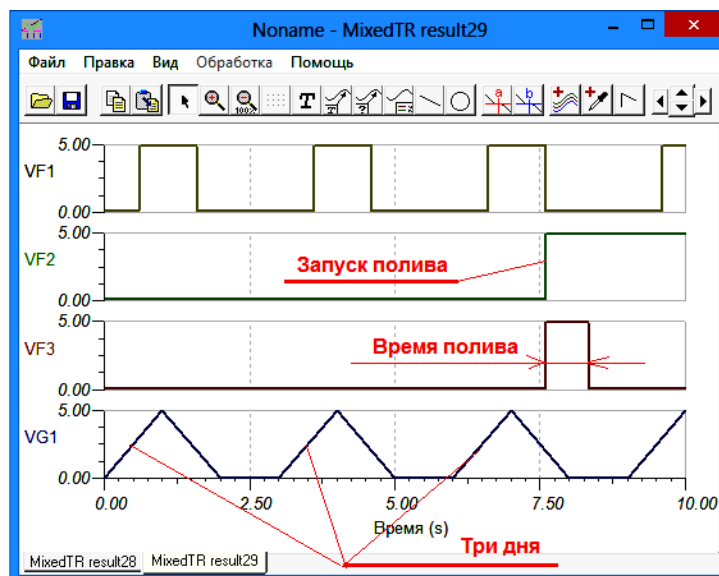 Noname - MixedTR result29
Файл Правка Вид Обработка Помощь
100%
T
a
b
5.00
VF1
0.00
5.00
VF2
Запуск полива
0.00
5.00
VF3
Время полива
0.00
5.00
VG1
0.00
0.00 2.50 5.00 7.50 10.00
Время (s)
Три дня
MixedTR result28 MixedTR result29